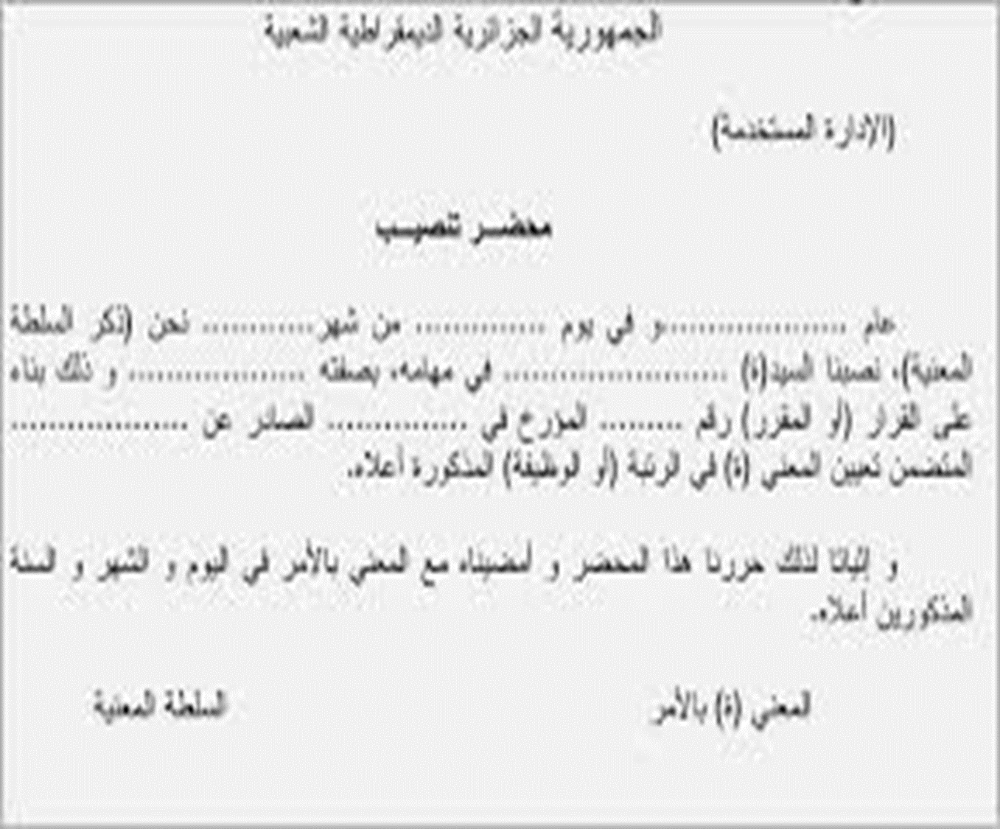 الجمهورية الجزائرية الديمقراطية الشعبية
(الإدارة المستخدمة)
محضــر تنصيــب
عام ...................و في يوم .............. من شهر............ نحن (ذكر السلطة
المعنية)، نصبنا السيد(ة) ........................ في مهامه، بصفته ................... و ذلك بناء
على القرار (أو المقرر) رقم ......... المؤرخ في ............... الصادر عن ...................
المتضمن تعيين المعني (ة) في الرتبة (أو الوظيفة) المذكورة أعلاه.
و إثباتا لذلك حررنا هذا المحضر و أمضيناه مع المعني بالأمر في اليوم و الشهر و السنة
المذكورين أعلاه.
المعني (ة) بالأمر السلطة المعنية